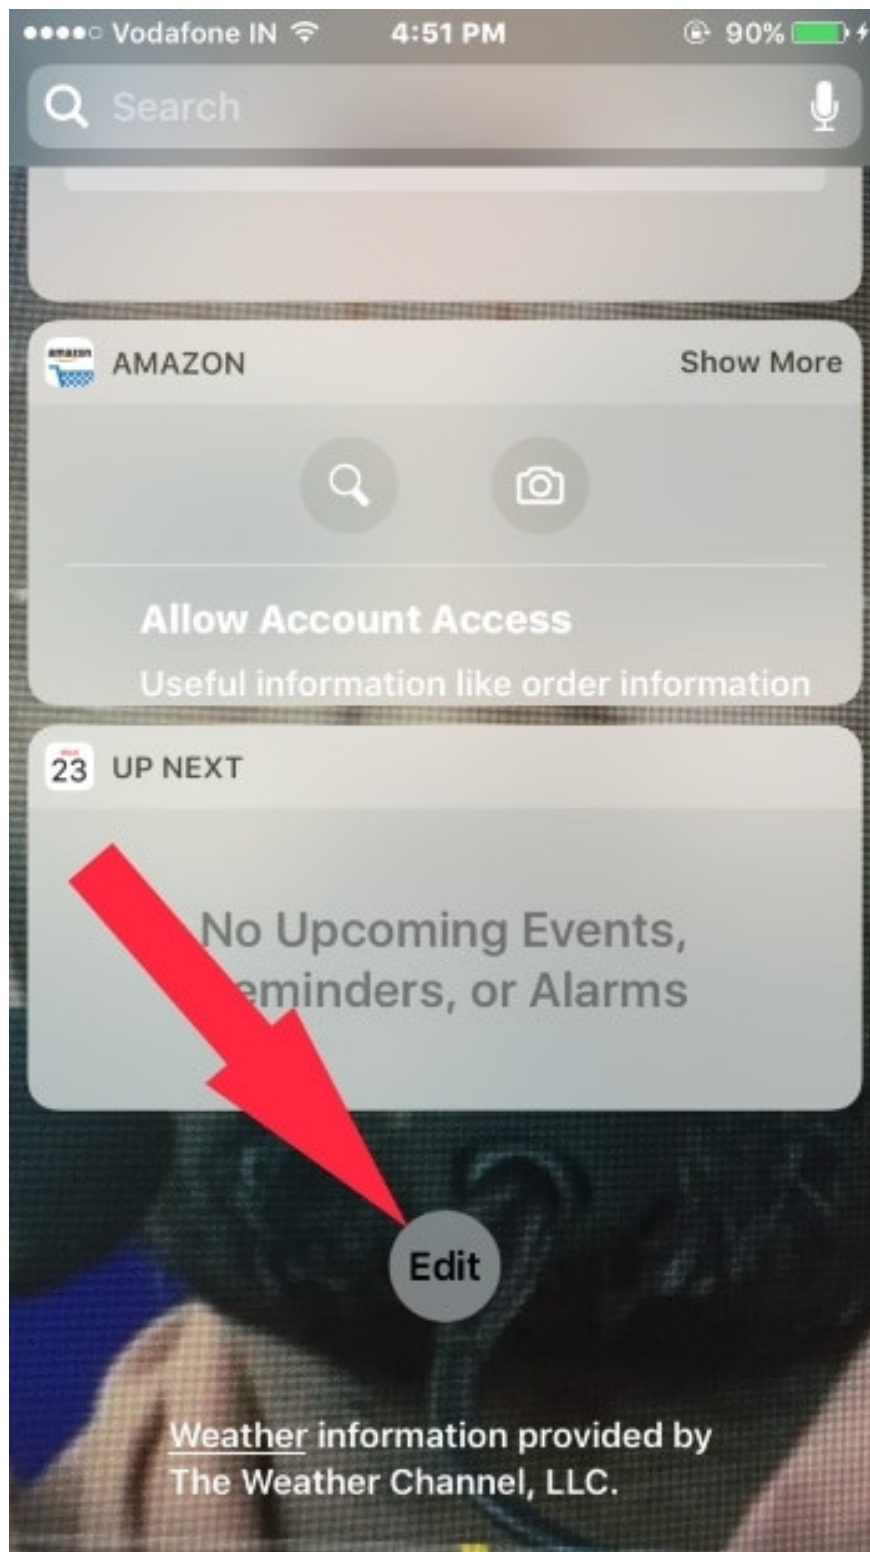 Vodafone IN 4:51 PM 90%
Search
amazon AMAZON Show More
Allow Account Access
Useful information like order information
23 UP NEXT
No Upcoming Events,
eminders, or Alarms
Edit
Weather information provided by
The Weather Channel, LLC.